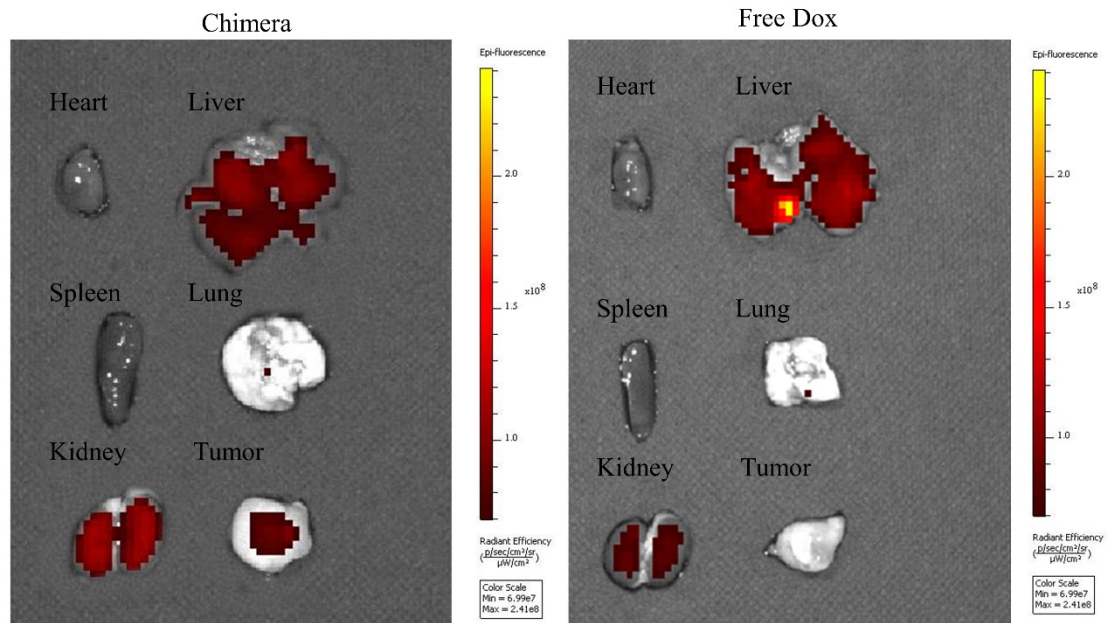 Chimera
Heart
Liver
Spleen
Lung
Kidney
Tumor
Epi-fluorescence
2.0
1.5
x10⁸
1.0
Radiant Efficiency
(p/sec/cm²/sr
µW/cm²)
Color Scale
Min = 6.99e7
Max = 2.41e8
Free Dox
Heart
Liver
Spleen
Lung
Kidney
Tumor
Epi-fluorescence
2.0
1.5
x10⁸
1.0
Radiant Efficiency
(p/sec/cm²/sr
µW/cm²)
Color Scale
Min = 6.99e7
Max = 2.41e8